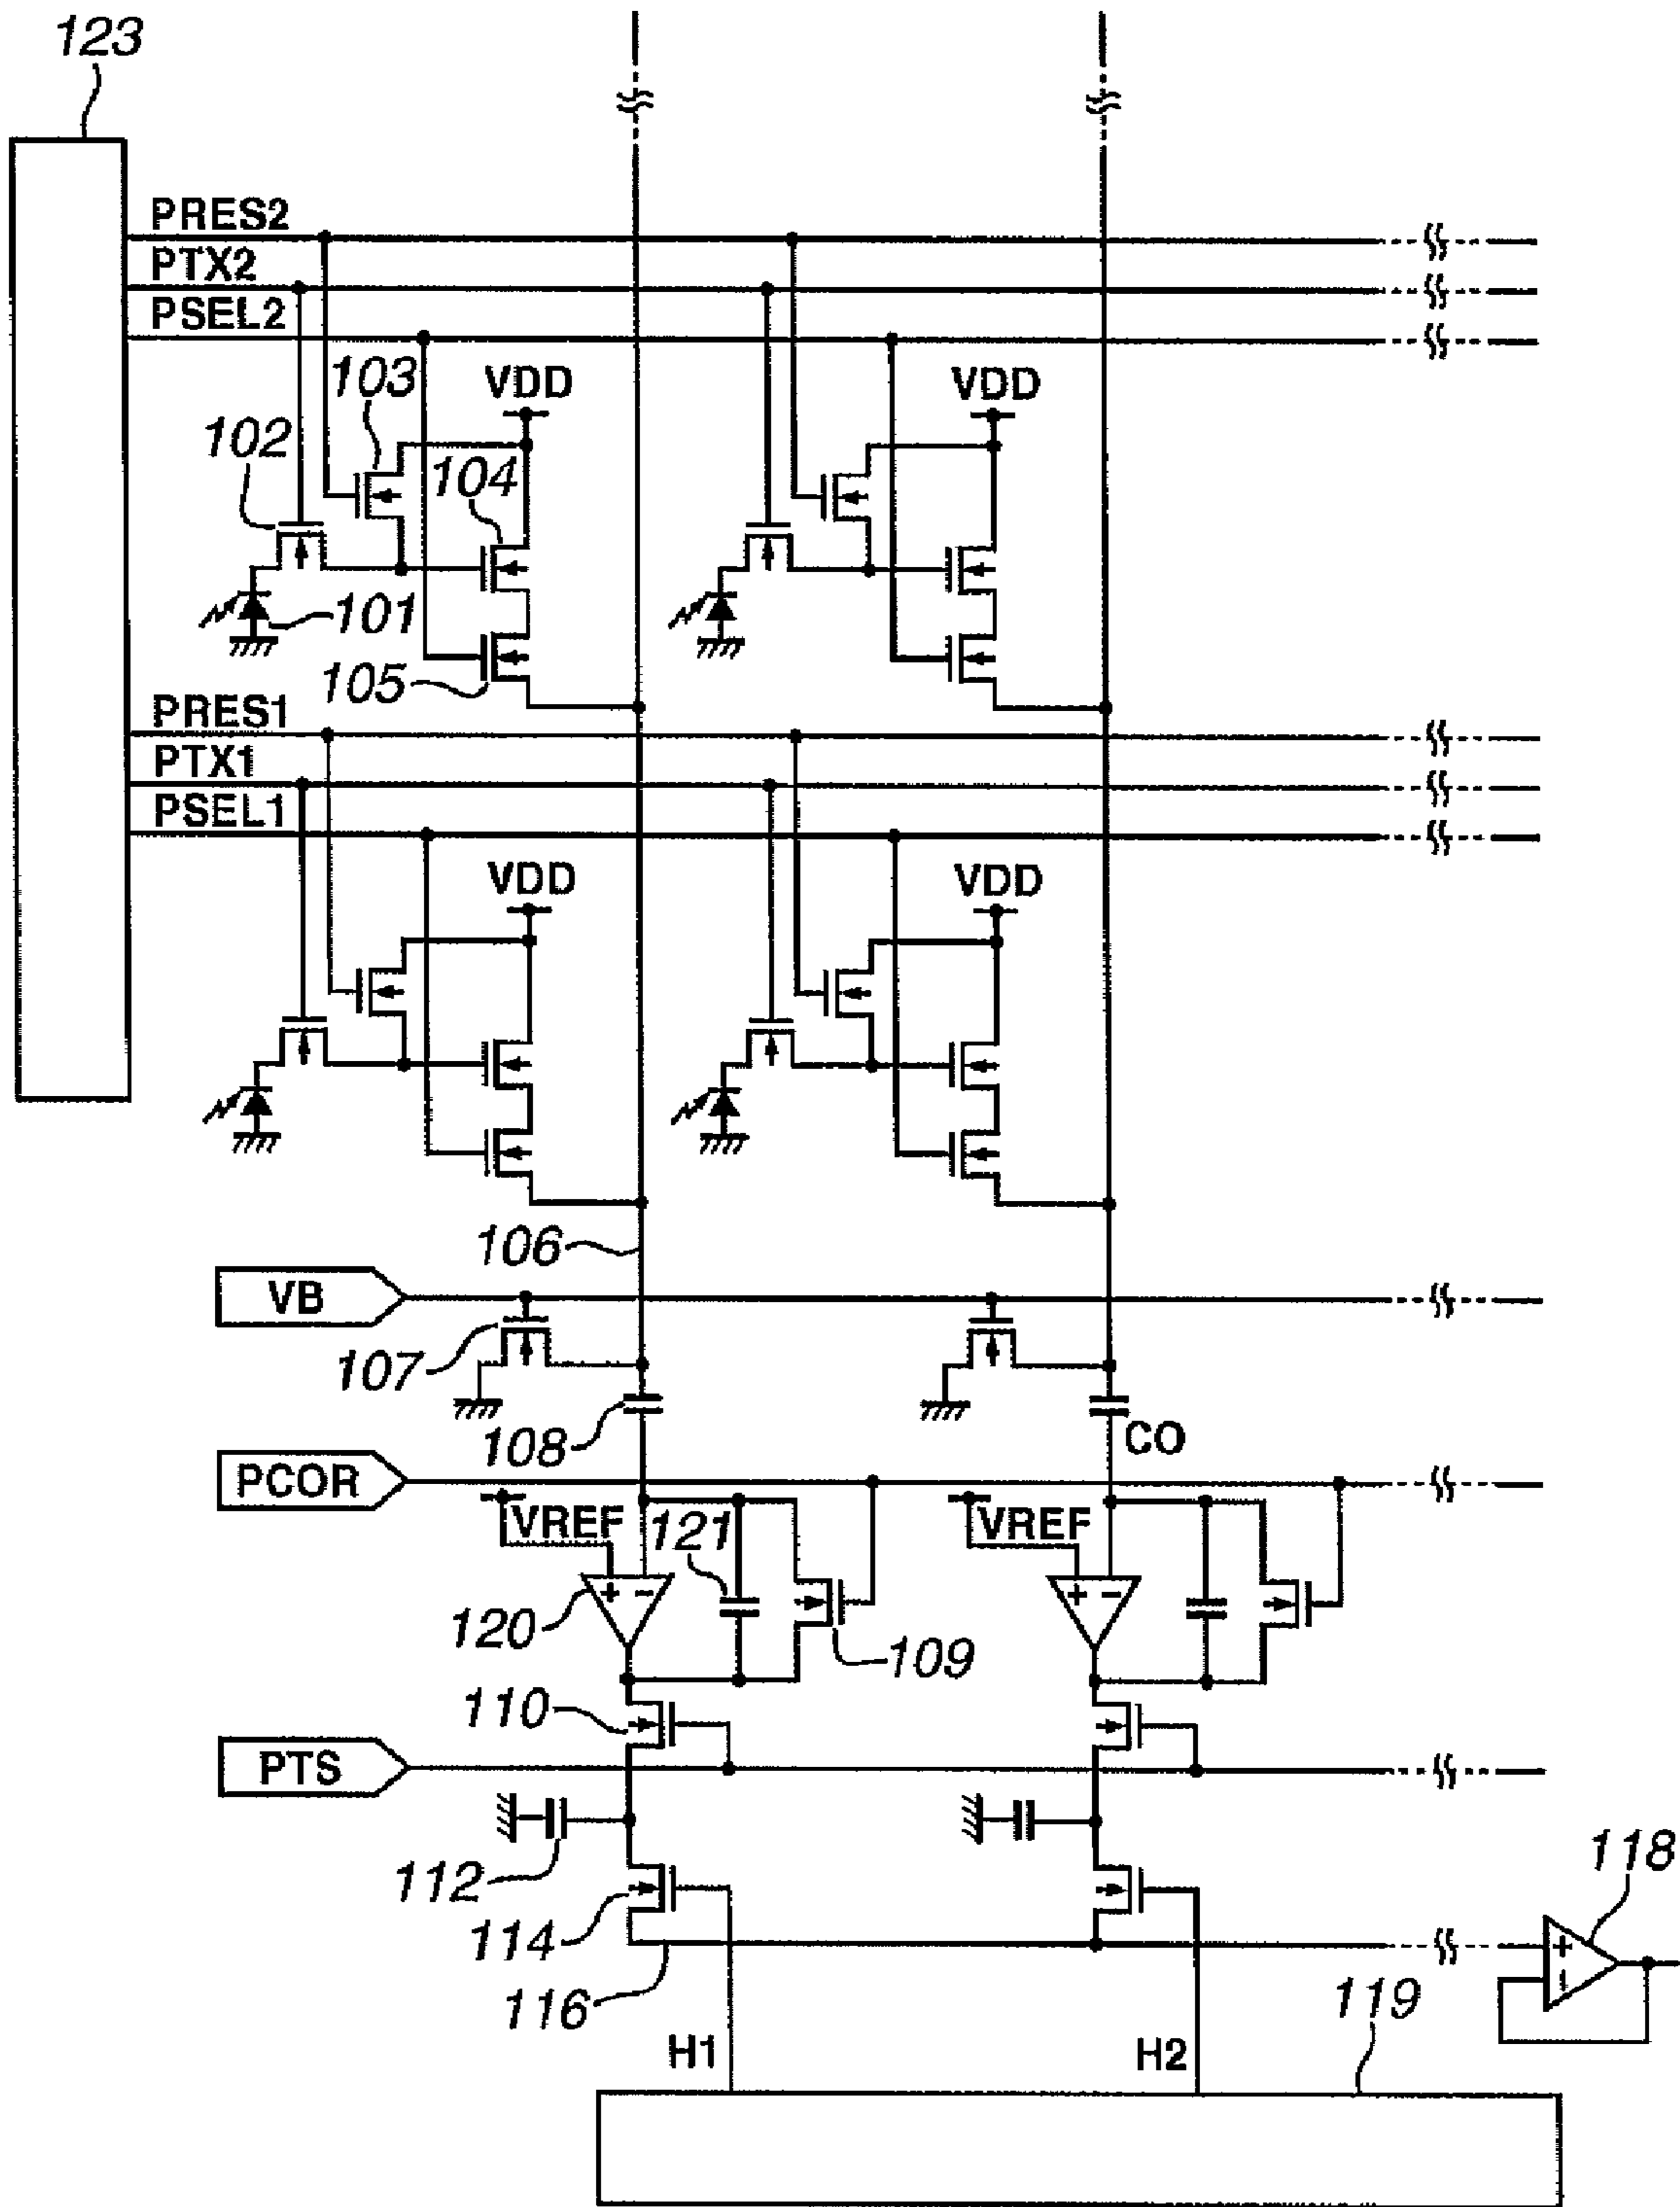 123
PRES2
PTX2
PSEL2
103
VDD
VDD
102
104
101
105
PRES1
PTX1
PSEL1
VDD
VDD
106
VB
107
108
CO
PCOR
VREF
121
VREF
+ -
+ -
120
109
110
PTS
112
118
114
+
-
116
119
H1
H2